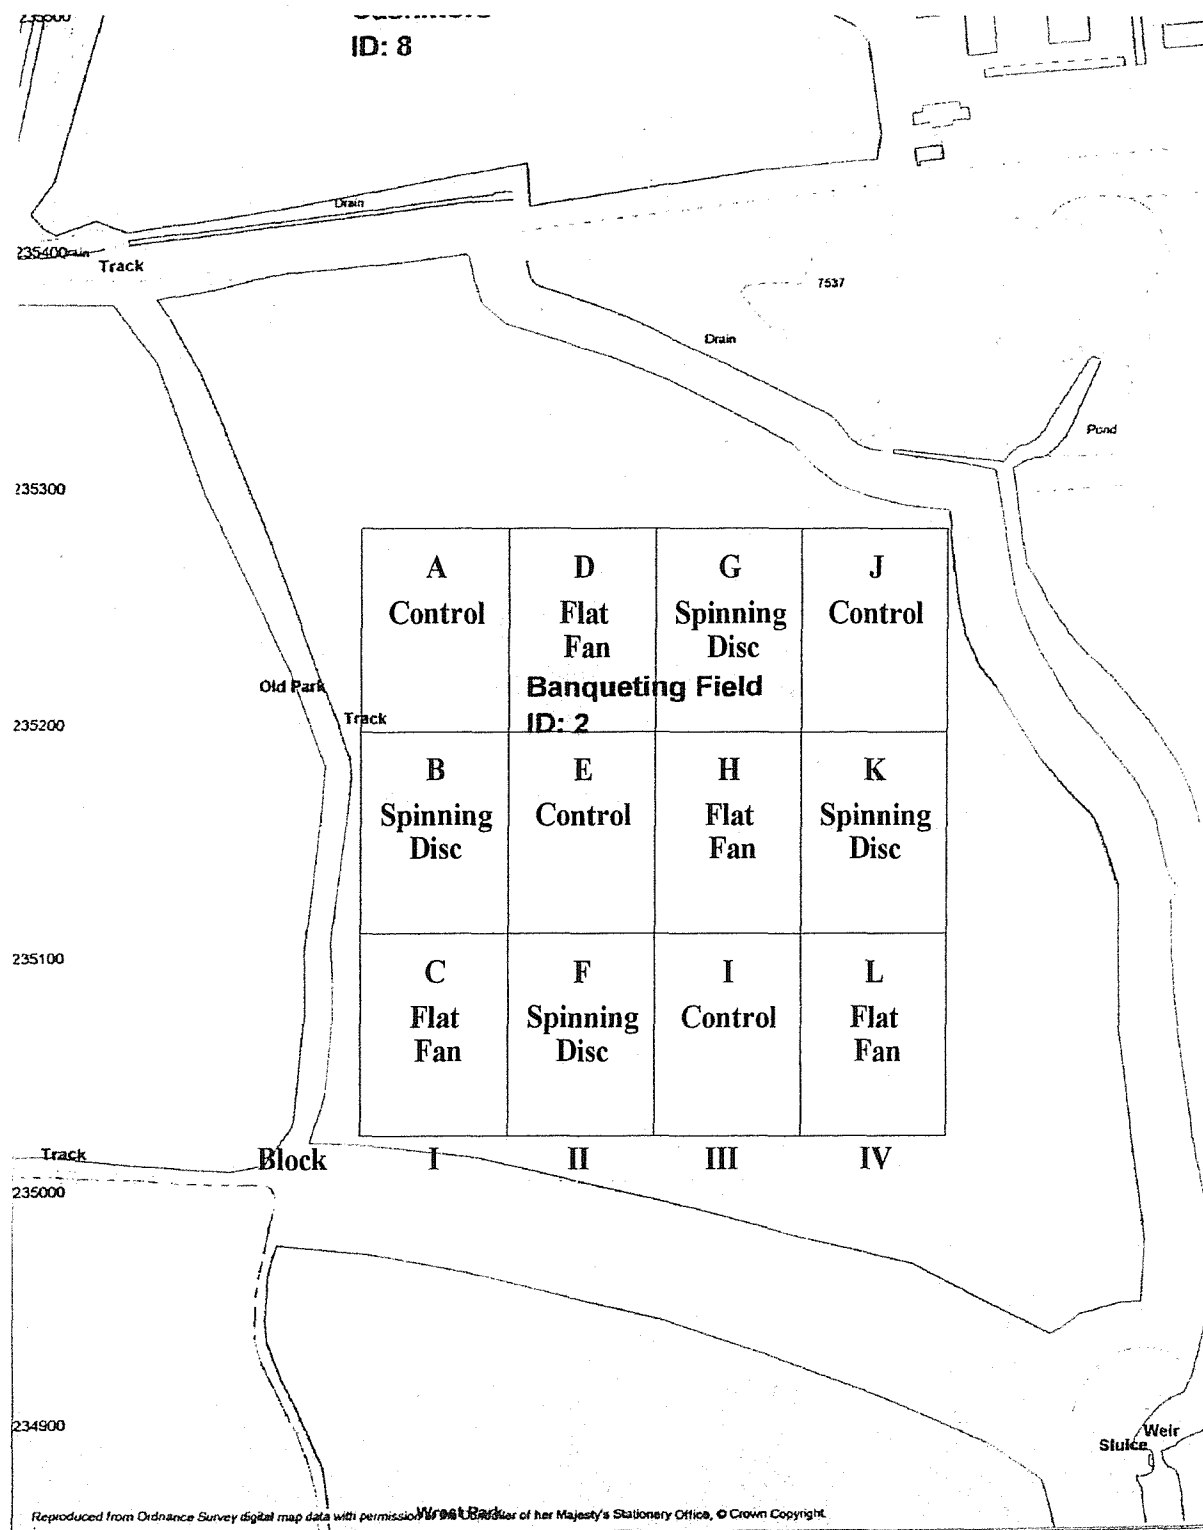 235500
ID: 8
Drain
235400
Track
7537
Drain
Pond
235300
A
Control
D
Flat
Fan
G
Spinning
Disc
J
Control
Old Park
Track
Banqueting Field
ID: 2
235200
B
Spinning
Disc
E
Control
H
Flat
Fan
K
Spinning
Disc
235100
C
Flat
Fan
F
Spinning
Disc
I
Control
L
Flat
Fan
Track
Block
I
II
III
IV
235000
234900
Weir
Sluice
Wrest Park
Reproduced from Ordnance Survey digital map data with permission of her Majesty's Stationery Office, © Crown Copyright.